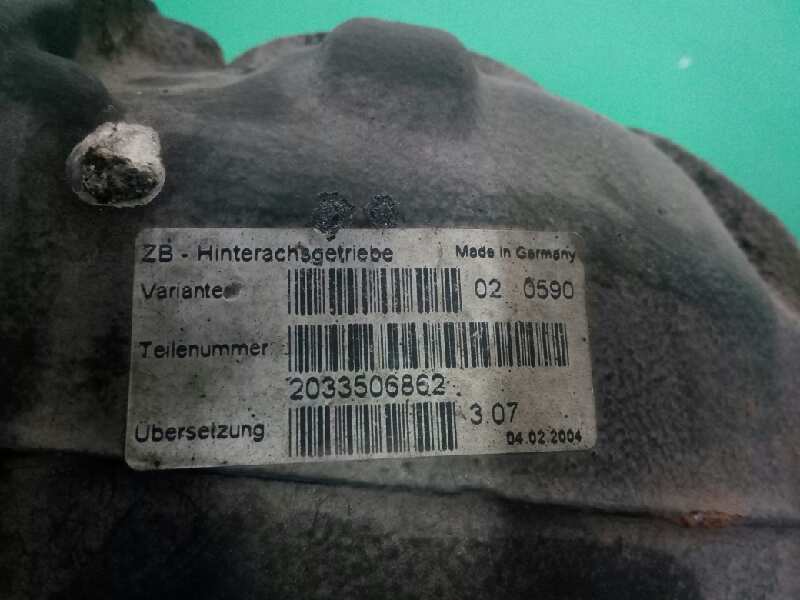 ZB - Hinterachsgetriebe Made in Germany
Variante 02 0590
Teilenummer
2033506862
Übersetzung 3.07
04.02.2004